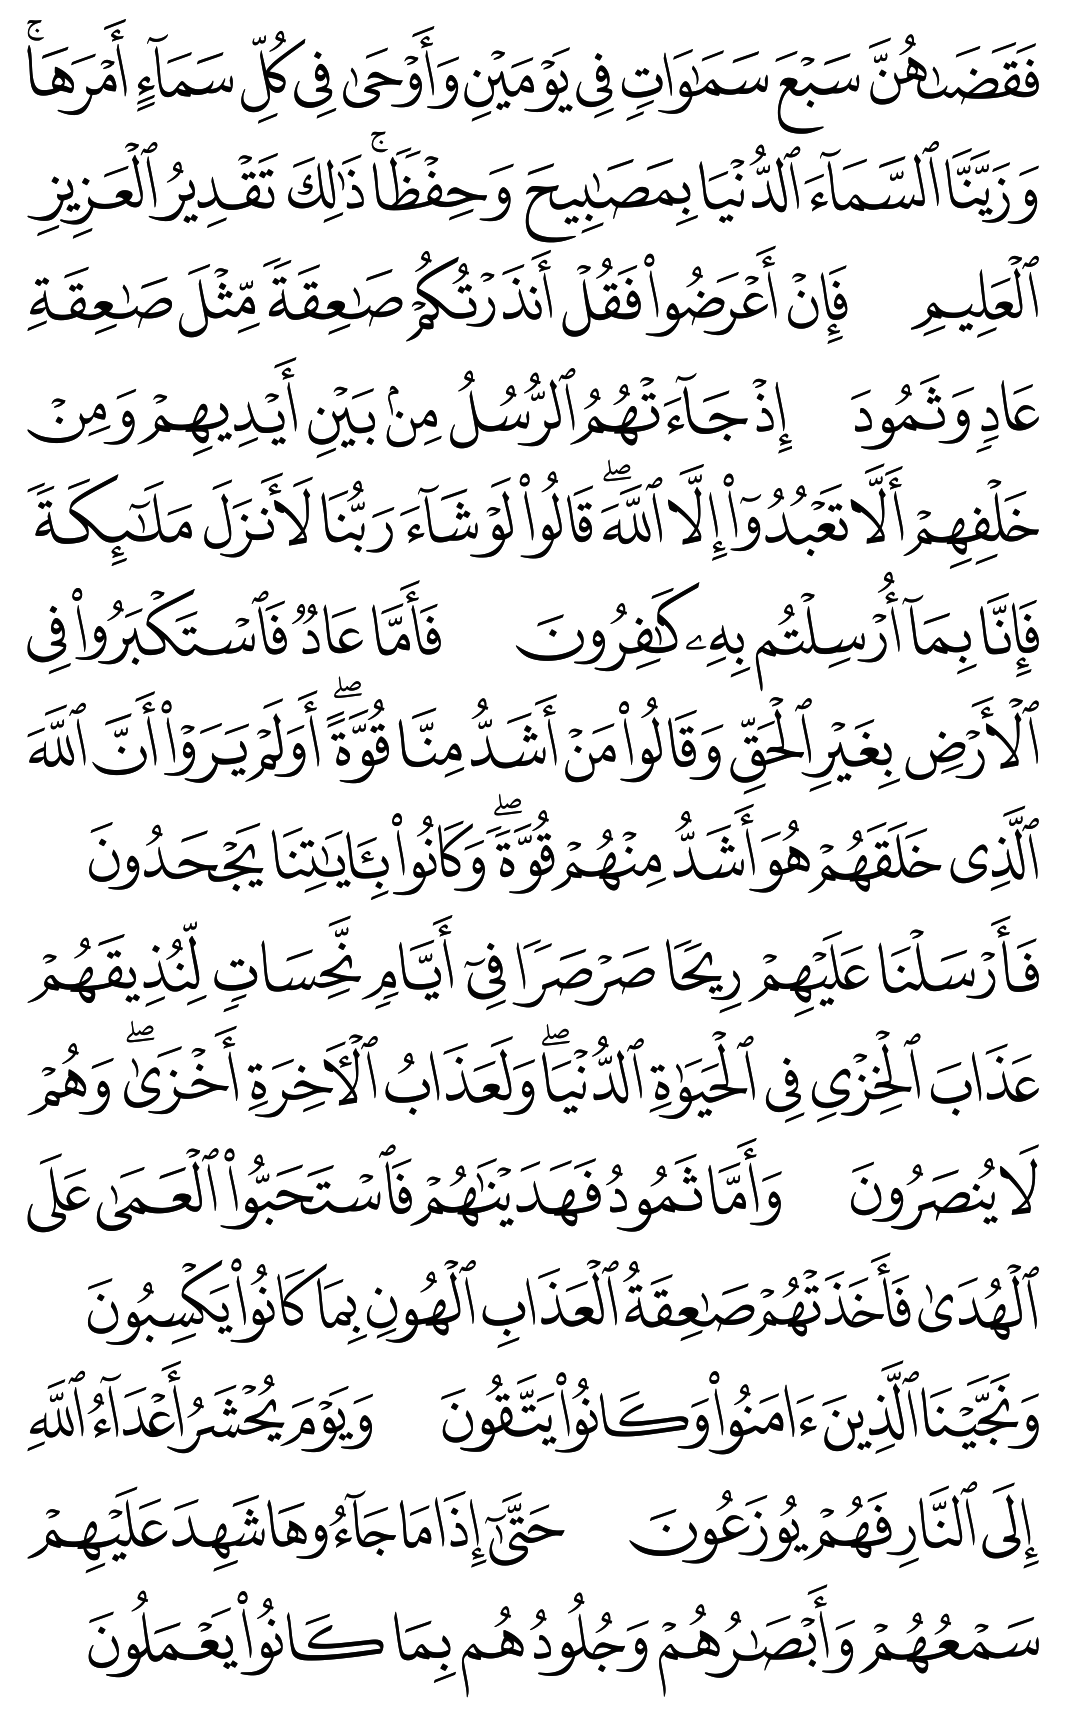 فَقَضَىٰهُنَّ سَبۡعَ سَمَٰوَاتٖ فِي يَوۡمَيۡنِ وَأَوۡحَىٰ فِي كُلِّ سَمَآءٍ أَمۡرَهَاۚ
وَزَيَّنَّا ٱلسَّمَآءَ ٱلدُّنۡيَا بِمَصَٰبِيحَ وَحِفۡظٗاۚ ذَٰلِكَ تَقۡدِيرُ ٱلۡعَزِيزِ
ٱلۡعَلِيمِ فَإِنۡ أَعۡرَضُواْ فَقُلۡ أَنذَرۡتُكُمۡ صَٰعِقَةٗ مِّثۡلَ صَٰعِقَةِ
عَادٖ وَثَمُودَ إِذۡ جَآءَتۡهُمُ ٱلرُّسُلُ مِنۢ بَيۡنِ أَيۡدِيهِمۡ وَمِنۡ
خَلۡفِهِمۡ أَلَّا تَعۡبُدُوٓاْ إِلَّا ٱللَّهَۖ قَالُواْ لَوۡ شَآءَ رَبُّنَا لَأَنزَلَ مَلَٰٓئِكَةٗ
فَإِنَّا بِمَآ أُرۡسِلۡتُم بِهِۦ كَٰفِرُونَ فَأَمَّا عَادٞ فَٱسۡتَكۡبَرُواْ فِي
ٱلۡأَرۡضِ بِغَيۡرِ ٱلۡحَقِّ وَقَالُواْ مَنۡ أَشَدُّ مِنَّا قُوَّةًۖ أَوَلَمۡ يَرَوۡاْ أَنَّ ٱللَّهَ
ٱلَّذِي خَلَقَهُمۡ هُوَ أَشَدُّ مِنۡهُمۡ قُوَّةٗۖ وَكَانُواْ بِـَٔايَٰتِنَا يَجۡحَدُونَ
فَأَرۡسَلۡنَا عَلَيۡهِمۡ رِيحٗا صَرۡصَرٗا فِيٓ أَيَّامٖ نَّحِسَاتٖ لِّنُذِيقَهُمۡ
عَذَابَ ٱلۡخِزۡيِ فِي ٱلۡحَيَوٰةِ ٱلدُّنۡيَاۖ وَلَعَذَابُ ٱلۡأٓخِرَةِ أَخۡزَىٰۖ وَهُمۡ
لَا يُنصَرُونَ وَأَمَّا ثَمُودُ فَهَدَيۡنَٰهُمۡ فَٱسۡتَحَبُّواْ ٱلۡعَمَىٰ عَلَى
ٱلۡهُدَىٰ فَأَخَذَتۡهُمۡ صَٰعِقَةُ ٱلۡعَذَابِ ٱلۡهُونِ بِمَا كَانُواْ يَكۡسِبُونَ
وَنَجَّيۡنَا ٱلَّذِينَ ءَامَنُواْ وَكَانُواْ يَتَّقُونَ وَيَوۡمَ يُحۡشَرُ أَعۡدَآءُ ٱللَّهِ
إِلَى ٱلنَّارِ فَهُمۡ يُوزَعُونَ حَتَّىٰٓ إِذَا مَا جَآءُوهَا شَهِدَ عَلَيۡهِمۡ
سَمۡعُهُمۡ وَأَبۡصَٰرُهُمۡ وَجُلُودُهُم بِمَا كَانُواْ يَعۡمَلُونَ